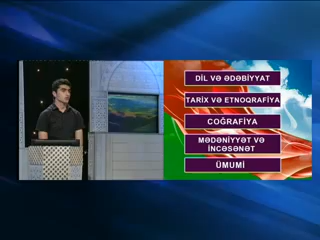 DİL VƏ ƏDƏBİYYAT
TARİX VƏ ETNOQRAFİYA
COĞRAFİYA
MƏDƏNİYYƏT VƏ
İNCƏSƏNƏT
ÜMUMİ